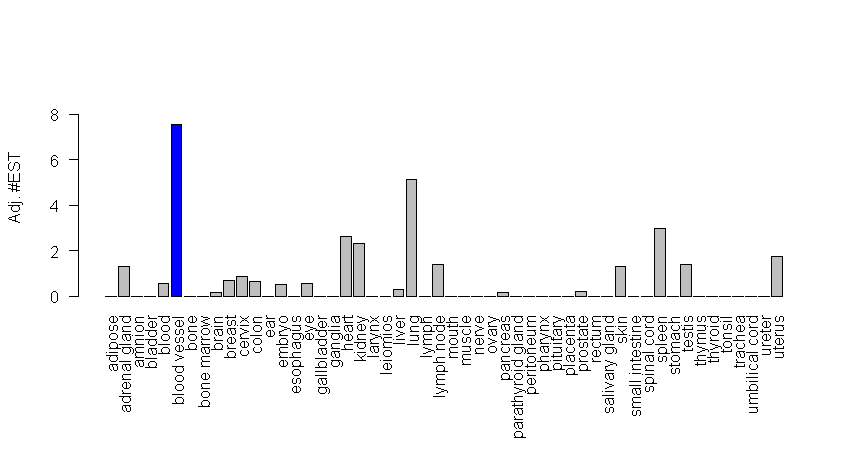 Adj. #EST
8
6
4
2
0
adipose
adrenal gland
amnion
bladder
blood
blood vessel
bone
bone marrow
brain
breast
cervix
colon
ear
embryo
esophagus
eye
gallbladder
ganglia
heart
kidney
larynx
leiomios
liver
lung
lymph
lymph node
mouth
muscle
nerve
ovary
pancreas
parathyroid gland
peritoneum
pharynx
pituitary
placenta
prostate
rectum
salivary gland
skin
small intestine
spinal cord
spleen
stomach
testis
thymus
thyroid
tonsil
trachea
umbilical cord
ureter
uterus